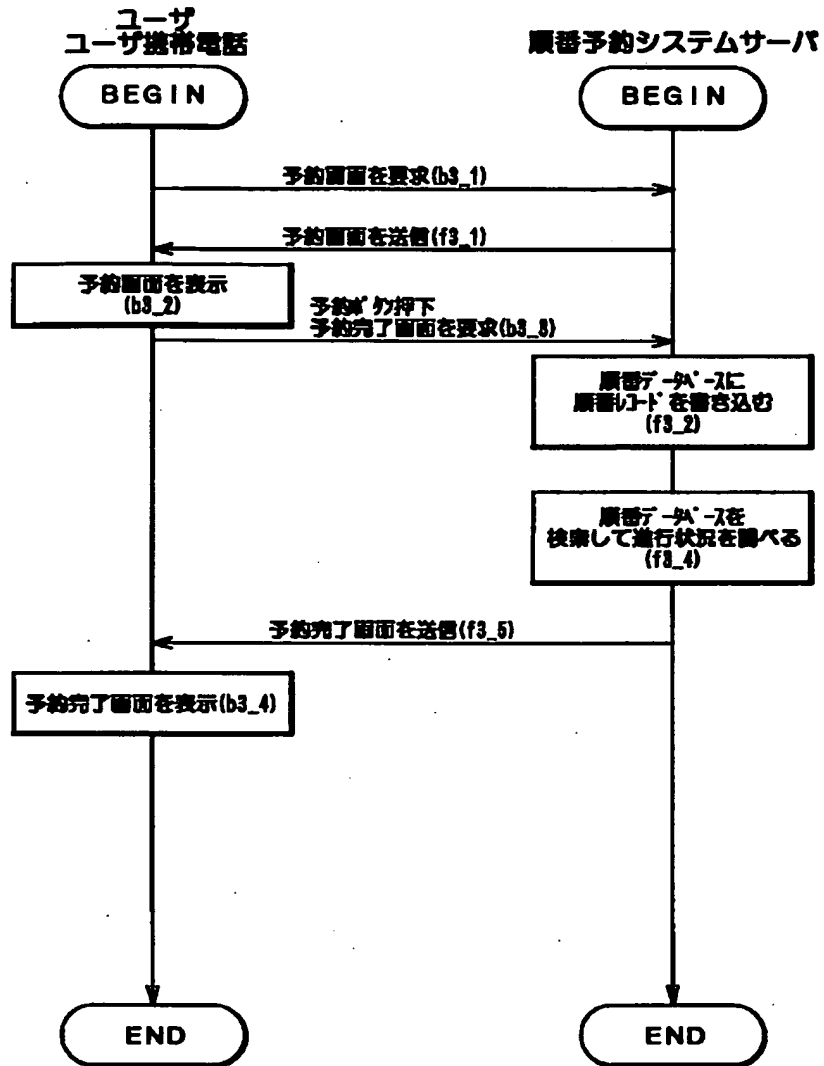 ユーザ
ユーザ携帯電話
順番予約システムサーバ
BEGIN
BEGIN
予約画面を要求(b3_1)
予約画面を送信(f3_1)
予約画面を表示
(b3_2)
予約ボタン押下
予約完了画面を要求(b3_3)
順番データベースに
順番レコードを書き込む
(f3_2)
順番データベースを
検索して進行状況を調べる
(f3_4)
予約完了画面を送信(f3_5)
予約完了画面を表示(b3_4)
END
END